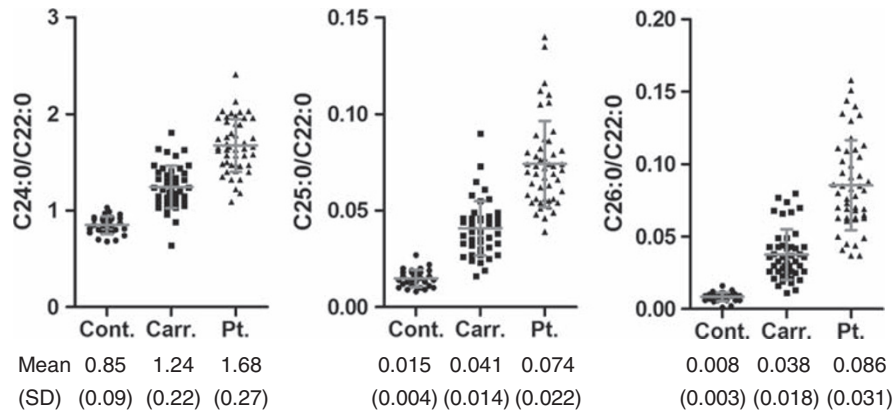 C24:0/C22:0
3
2
1
0
Cont. Carr. Pt.
C25:0/C22:0
0.15
0.10
0.05
0.00
Cont. Carr. Pt.
C26:0/C22:0
0.20
0.15
0.10
0.05
0.00
Cont. Carr. Pt.
Mean 0.85 1.24 1.68 0.015 0.041 0.074 0.008 0.038 0.086
(SD) (0.09) (0.22) (0.27) (0.004) (0.014) (0.022) (0.003) (0.018) (0.031)